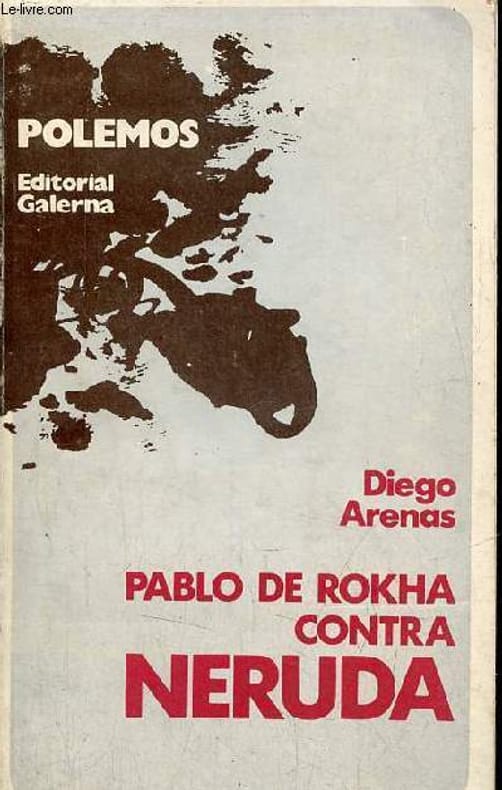 Le-livre.com
POLEMOS
Editorial
Galerna
Diego
Arenas
PABLO DE ROKHA
CONTRA
NERUDA